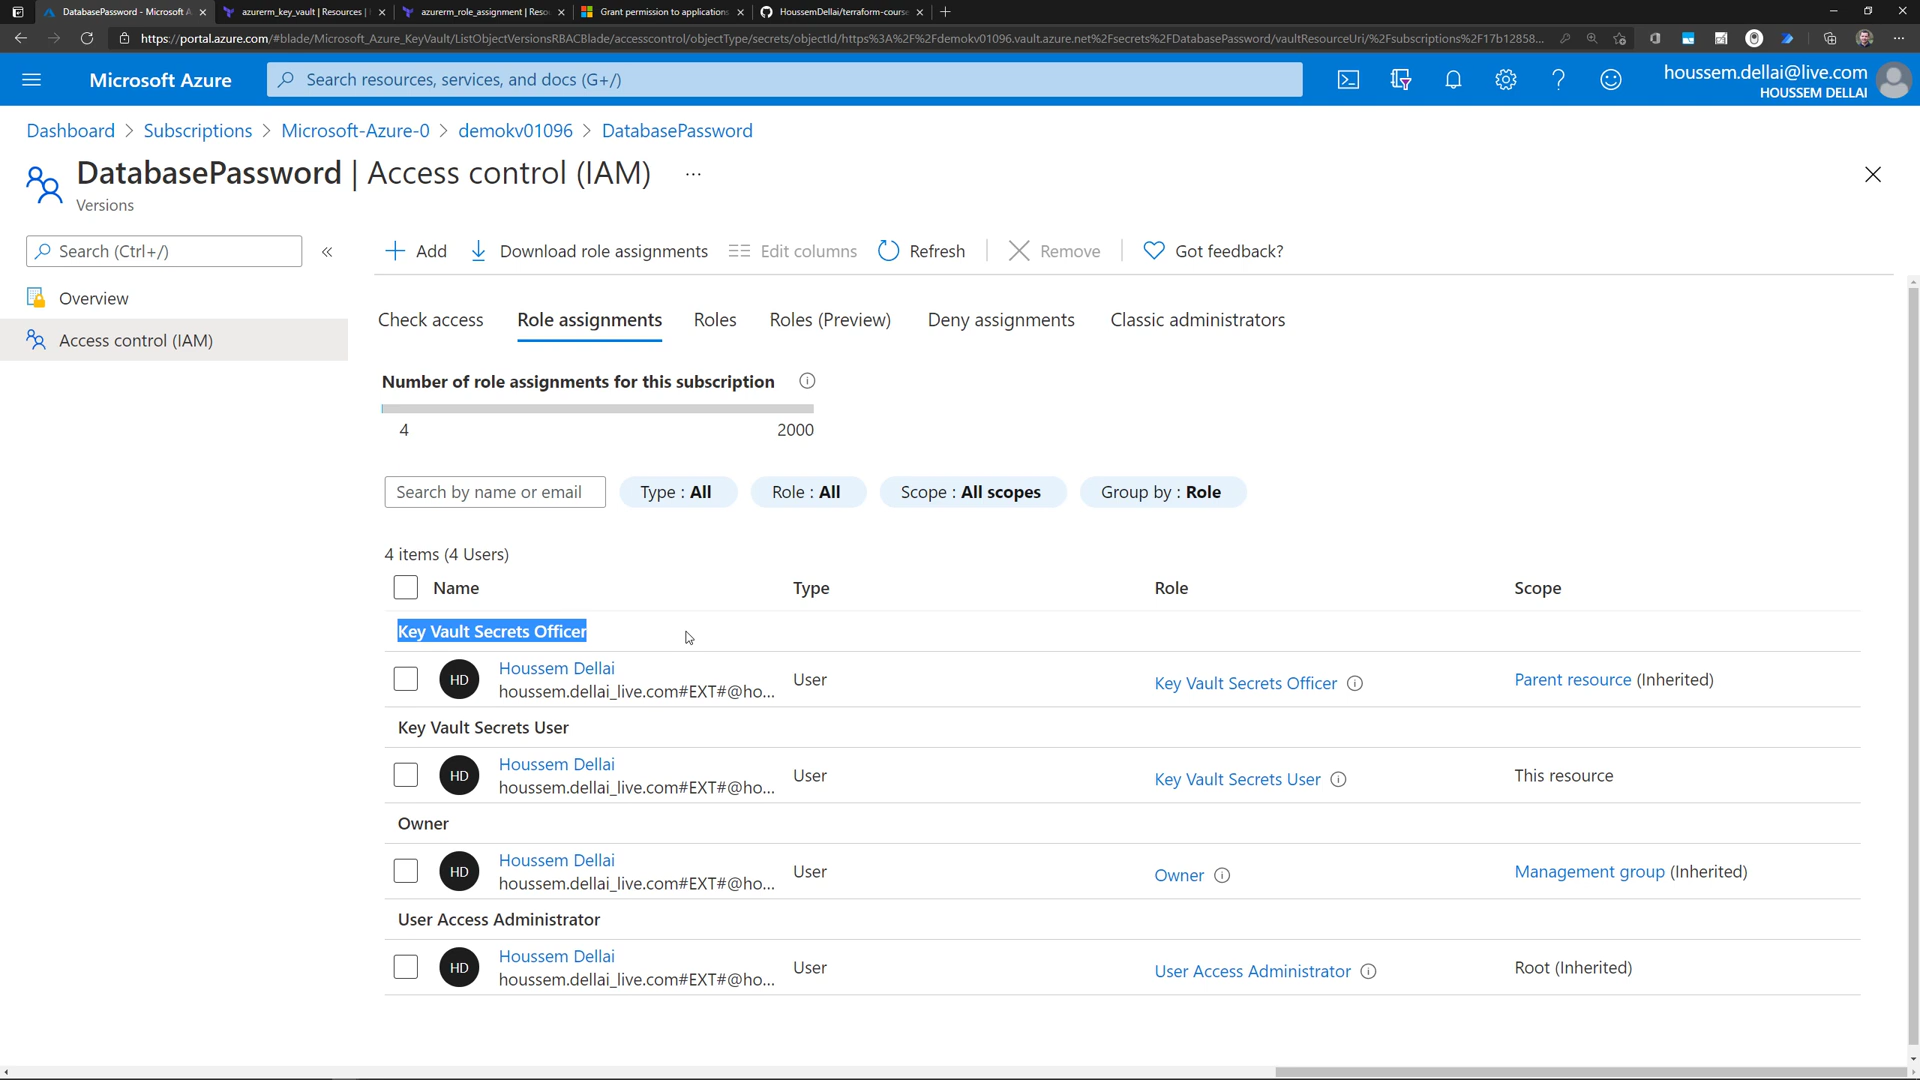 DatabasePassword - Microsoft A
azurerm_key_vault | Resources |
azurerm_role_assignment | Reso
Grant permission to applications
HoussemDellai/terraform-course
https://portal.azure.com/#blade/Microsoft_Azure_KeyVault/ListObjectVersionsRBACBlade/accesscontrol/objectType/secrets/objectId/https%3A%2F%2Fdemokv01096.vault.azure.net%2Fsecrets%2FDatabasePassword/vaultResourceUri/%2Fsubscriptions%2F17b12858...
Microsoft Azure
Search resources, services, and docs (G+/)
houssem.dellai@live.com
HOUSSEM DELLAI
Dashboard > Subscriptions > Microsoft-Azure-0 > demokv01096 > DatabasePassword
DatabasePassword | Access control (IAM) ...
Versions
Search (Ctrl+/)
«
Overview
Access control (IAM)
Add
Download role assignments
Edit columns
Refresh
Remove
Got feedback?
Check access
Role assignments
Roles
Roles (Preview)
Deny assignments
Classic administrators
Number of role assignments for this subscription
4
2000
Search by name or email
Type : All
Role : All
Scope : All scopes
Group by : Role
4 items (4 Users)
Name
Type
Role
Scope
Key Vault Secrets Officer
HD
Houssem Dellai
houssem.dellai_live.com#EXT#@ho...
User
Key Vault Secrets Officer
Parent resource (Inherited)
Key Vault Secrets User
HD
Houssem Dellai
houssem.dellai_live.com#EXT#@ho...
User
Key Vault Secrets User
This resource
Owner
HD
Houssem Dellai
houssem.dellai_live.com#EXT#@ho...
User
Owner
Management group (Inherited)
User Access Administrator
HD
Houssem Dellai
houssem.dellai_live.com#EXT#@ho...
User
User Access Administrator
Root (Inherited)